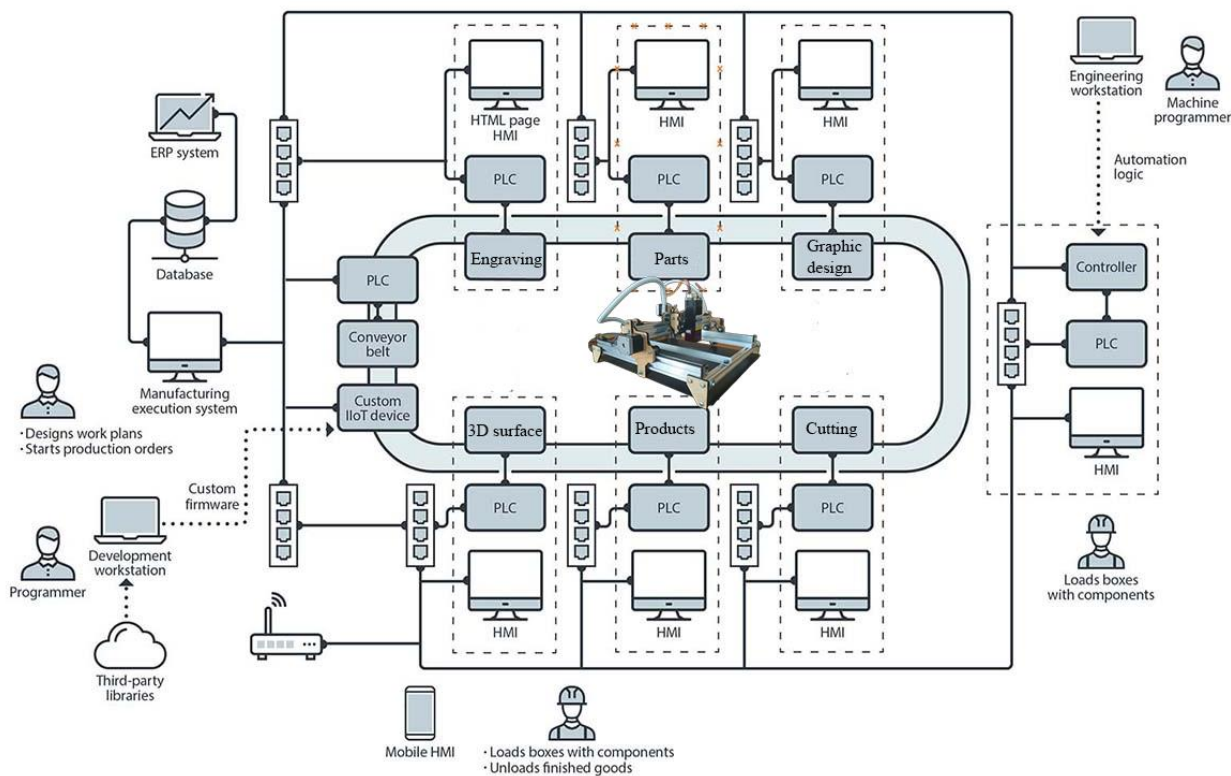 HTML page
HMI
HMI
HMI
Engineering
workstation
Machine
programmer
ERP system
PLC
PLC
PLC
Automation
logic
Database
Engraving
Parts
Graphic
design
PLC
Controller
Conveyor
belt
PLC
Manufacturing
execution system
· Designs work plans
· Starts production orders
Custom
IIoT device
3D surface
Products
Cutting
HMI
Custom
firmware
PLC
PLC
PLC
Programmer
Development
workstation
Loads boxes
with components
HMI
HMI
HMI
Third-party
libraries
Mobile HMI
· Loads boxes with components
· Unloads finished goods